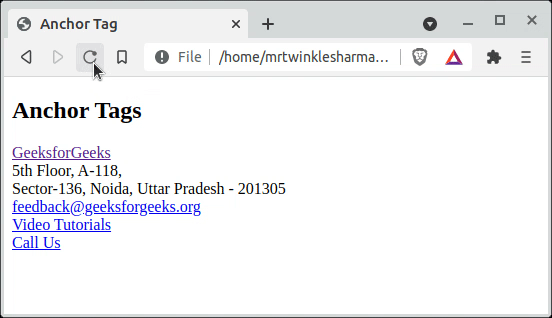 Anchor Tag
File /home/mrtwinklesharma...
Anchor Tags
GeeksforGeeks
5th Floor, A-118,
Sector-136, Noida, Uttar Pradesh - 201305
feedback@geeksforgeeks.org
Video Tutorials
Call Us